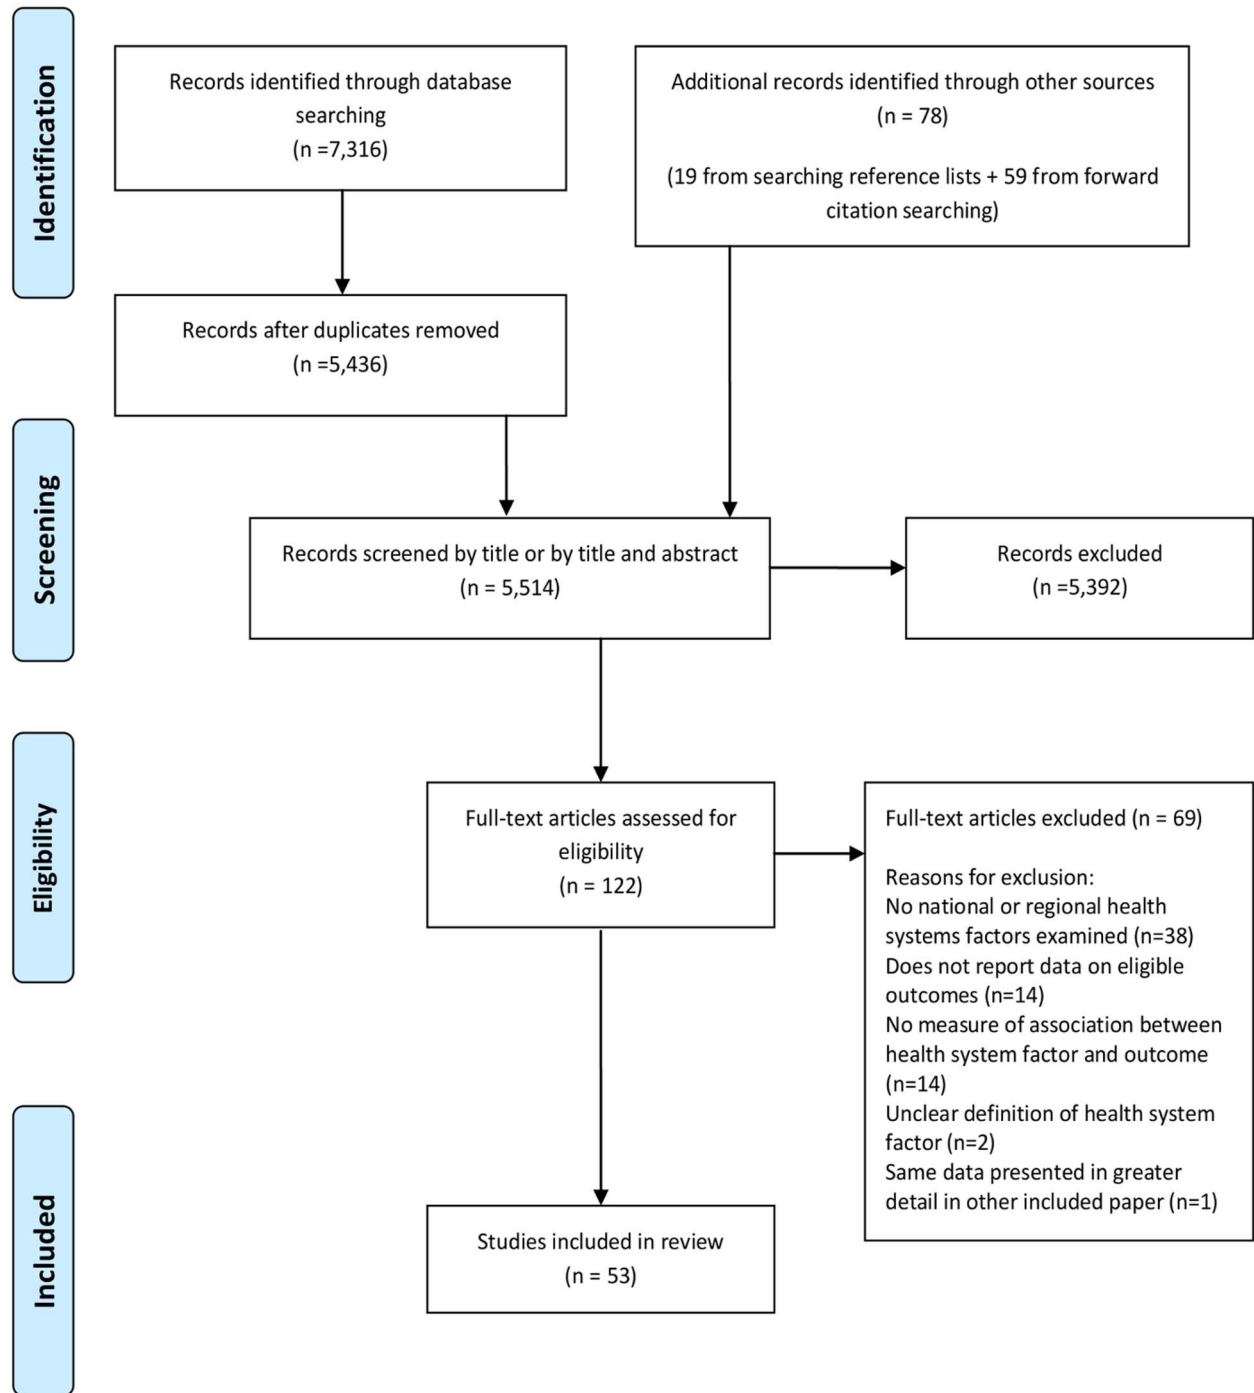 Identification
Records identified through database
searching
(n =7,316)
Additional records identified through other sources
(n = 78)
(19 from searching reference lists + 59 from forward
citation searching)
Records after duplicates removed
(n =5,436)
Screening
Records screened by title or by title and abstract
(n = 5,514)
Records excluded
(n =5,392)
Eligibility
Full-text articles assessed for
eligibility
(n = 122)
Full-text articles excluded (n = 69)
Reasons for exclusion:
No national or regional health
systems factors examined (n=38)
Does not report data on eligible
outcomes (n=14)
No measure of association between
health system factor and outcome
(n=14)
Unclear definition of health system
factor (n=2)
Same data presented in greater
detail in other included paper (n=1)
Included
Studies included in review
(n = 53)